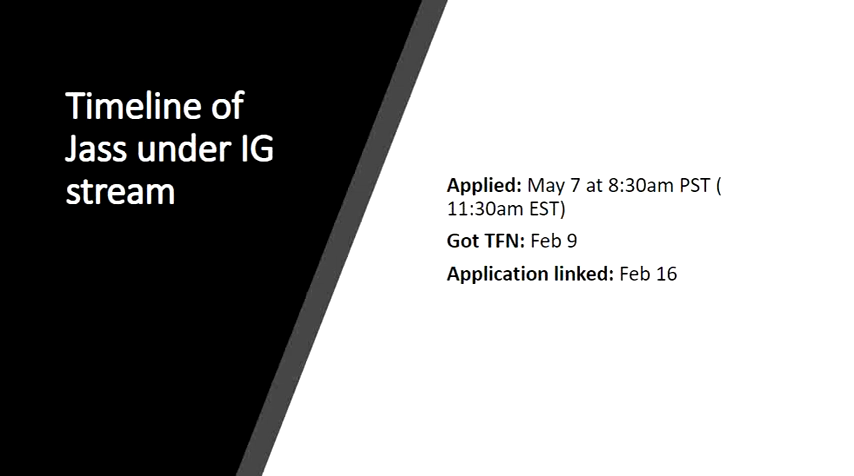 Timeline of
Jass under IG
stream
Applied: May 7 at 8:30am PST (
11:30am EST)
Got TFN: Feb 9
Application linked: Feb 16